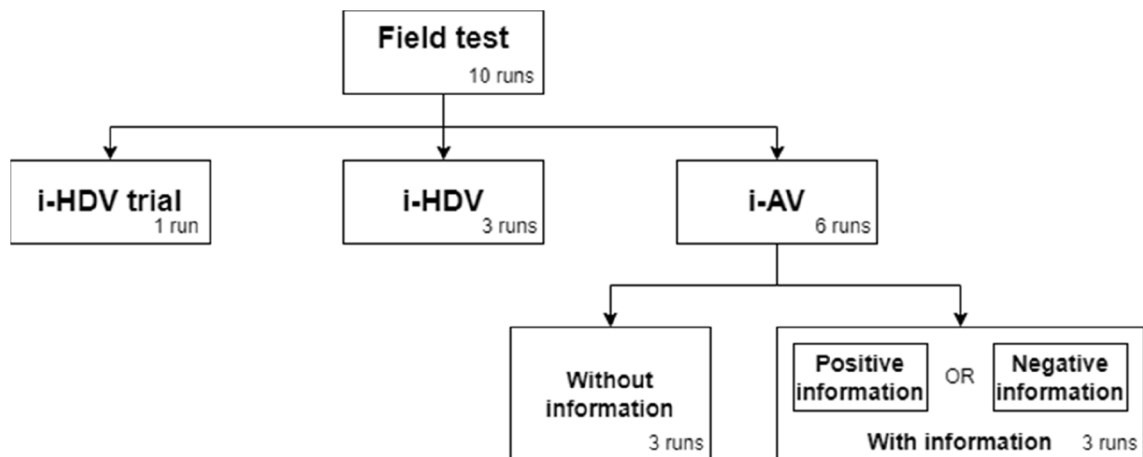 Field test
10 runs
i-HDV trial
1 run
i-HDV
3 runs
i-AV
6 runs
Without
information
3 runs
Positive
information
OR
Negative
information
With information 3 runs